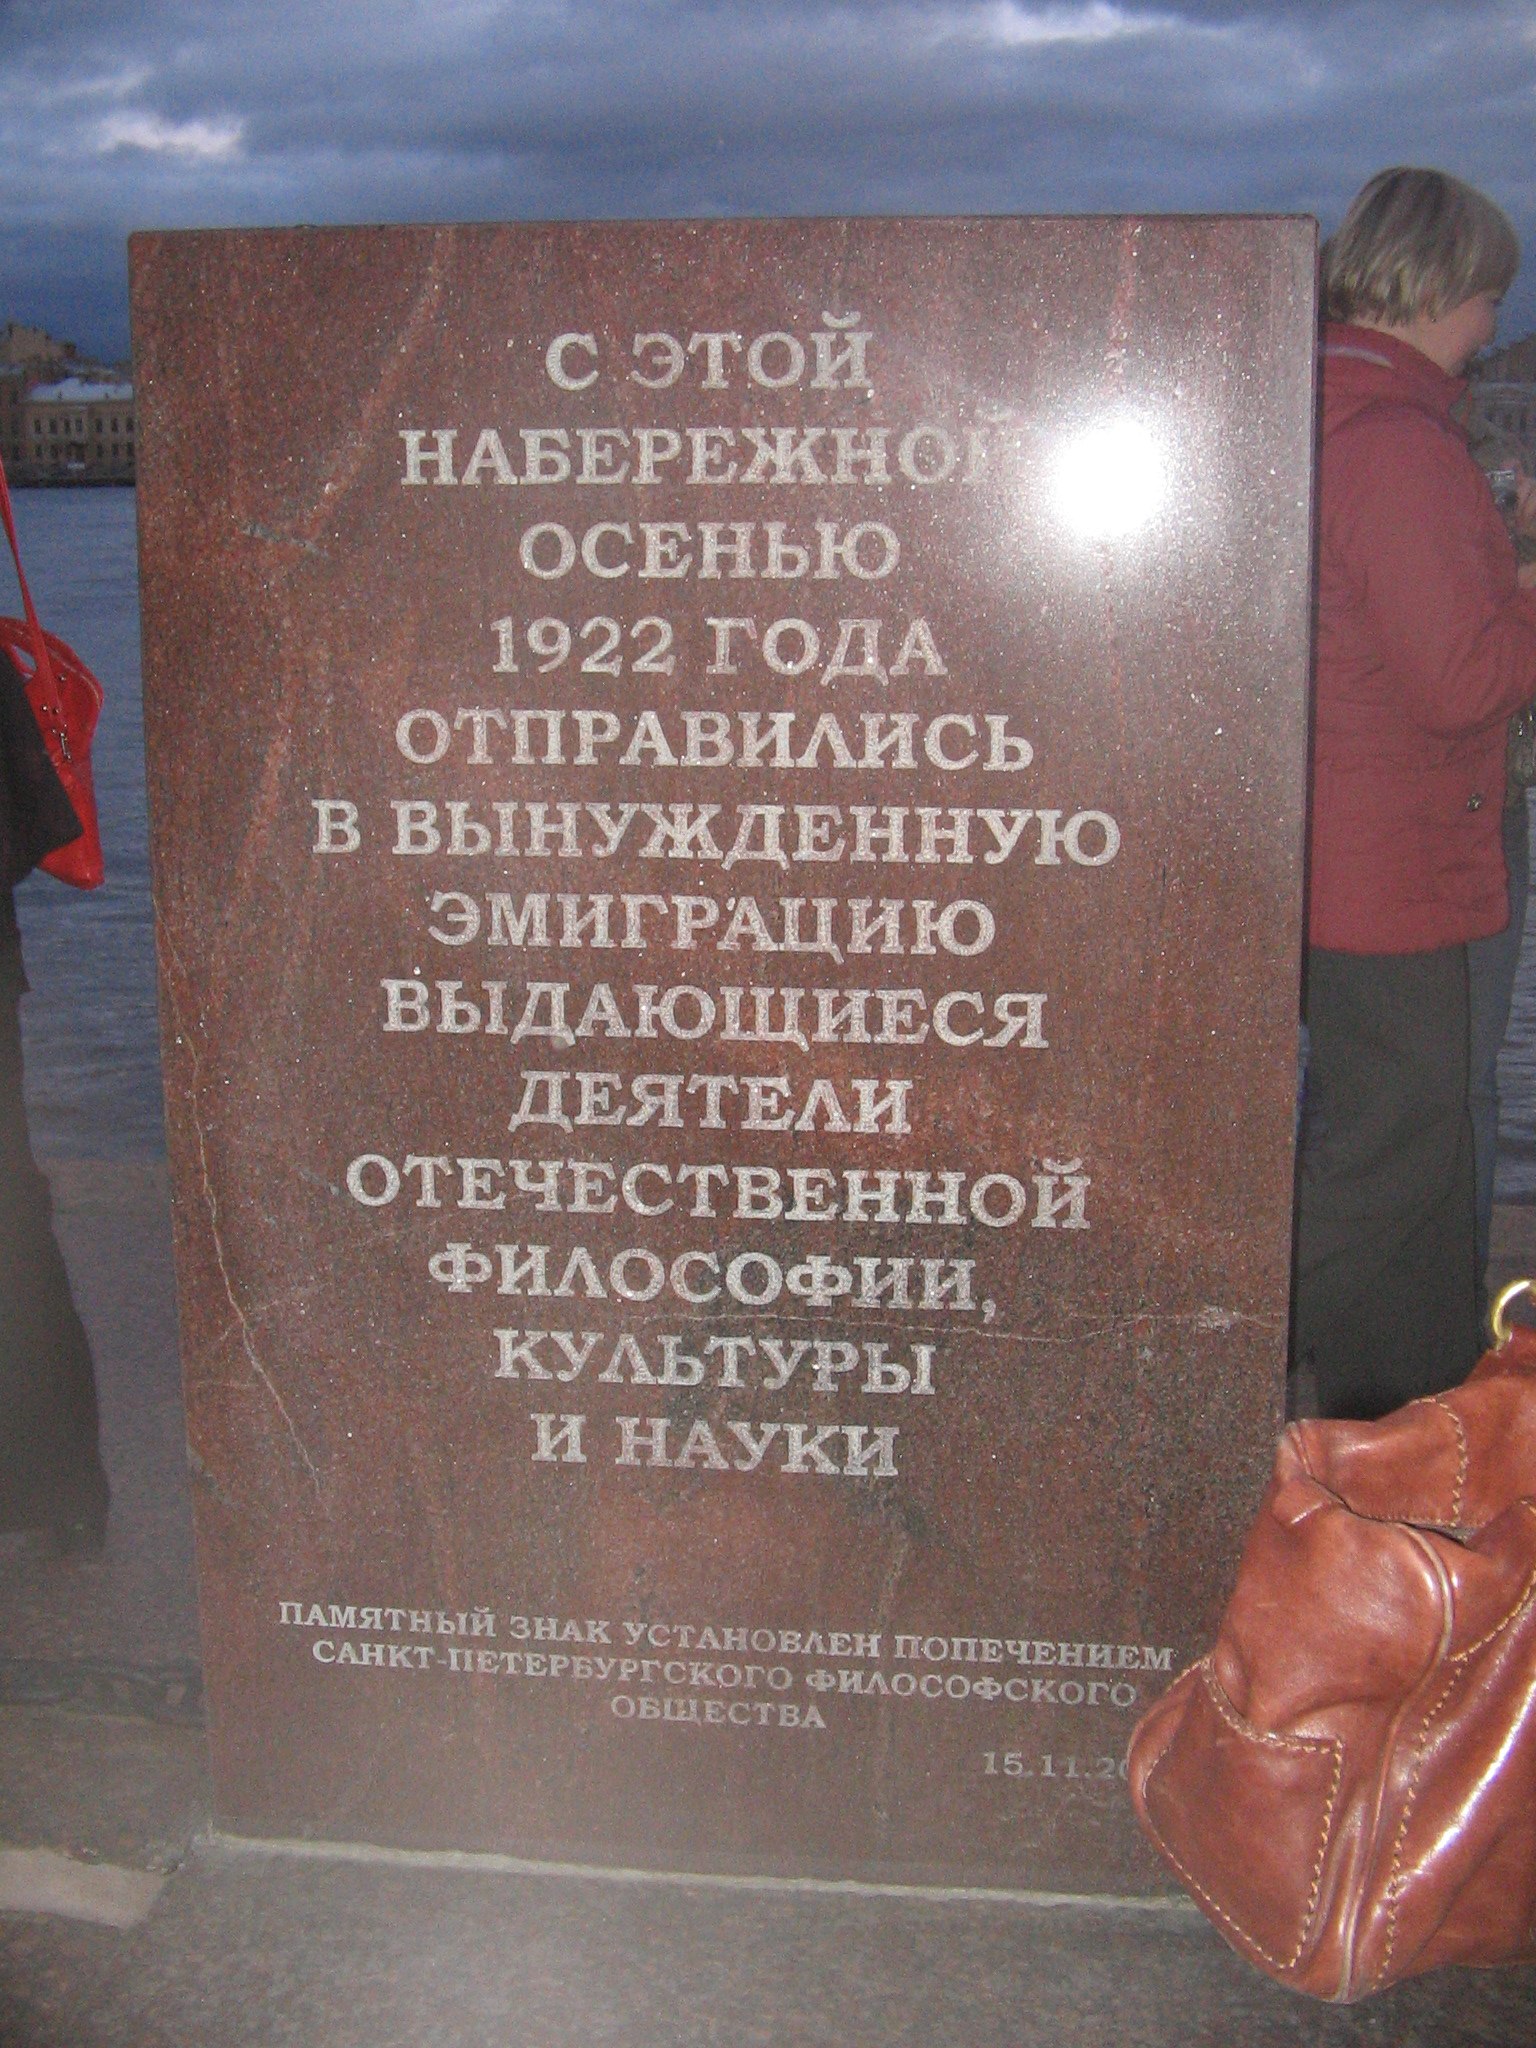 С ЭТОЙ
НАБЕРЕЖНОЙ
ОСЕНЬЮ
1922 ГОДА
ОТПРАВИЛИСЬ
В ВЫНУЖДЕННУЮ
ЭМИГРАЦИЮ
ВЫДАЮЩИЕСЯ
ДЕЯТЕЛИ
ОТЕЧЕСТВЕННОЙ
ФИЛОСОФИИ,
КУЛЬТУРЫ
И НАУКИ
ПАМЯТНЫЙ ЗНАК УСТАНОВЛЕН ПОПЕЧЕНИЕМ
САНКТ-ПЕТЕРБУРГСКОГО ФИЛОСОФСКОГО
ОБЩЕСТВА